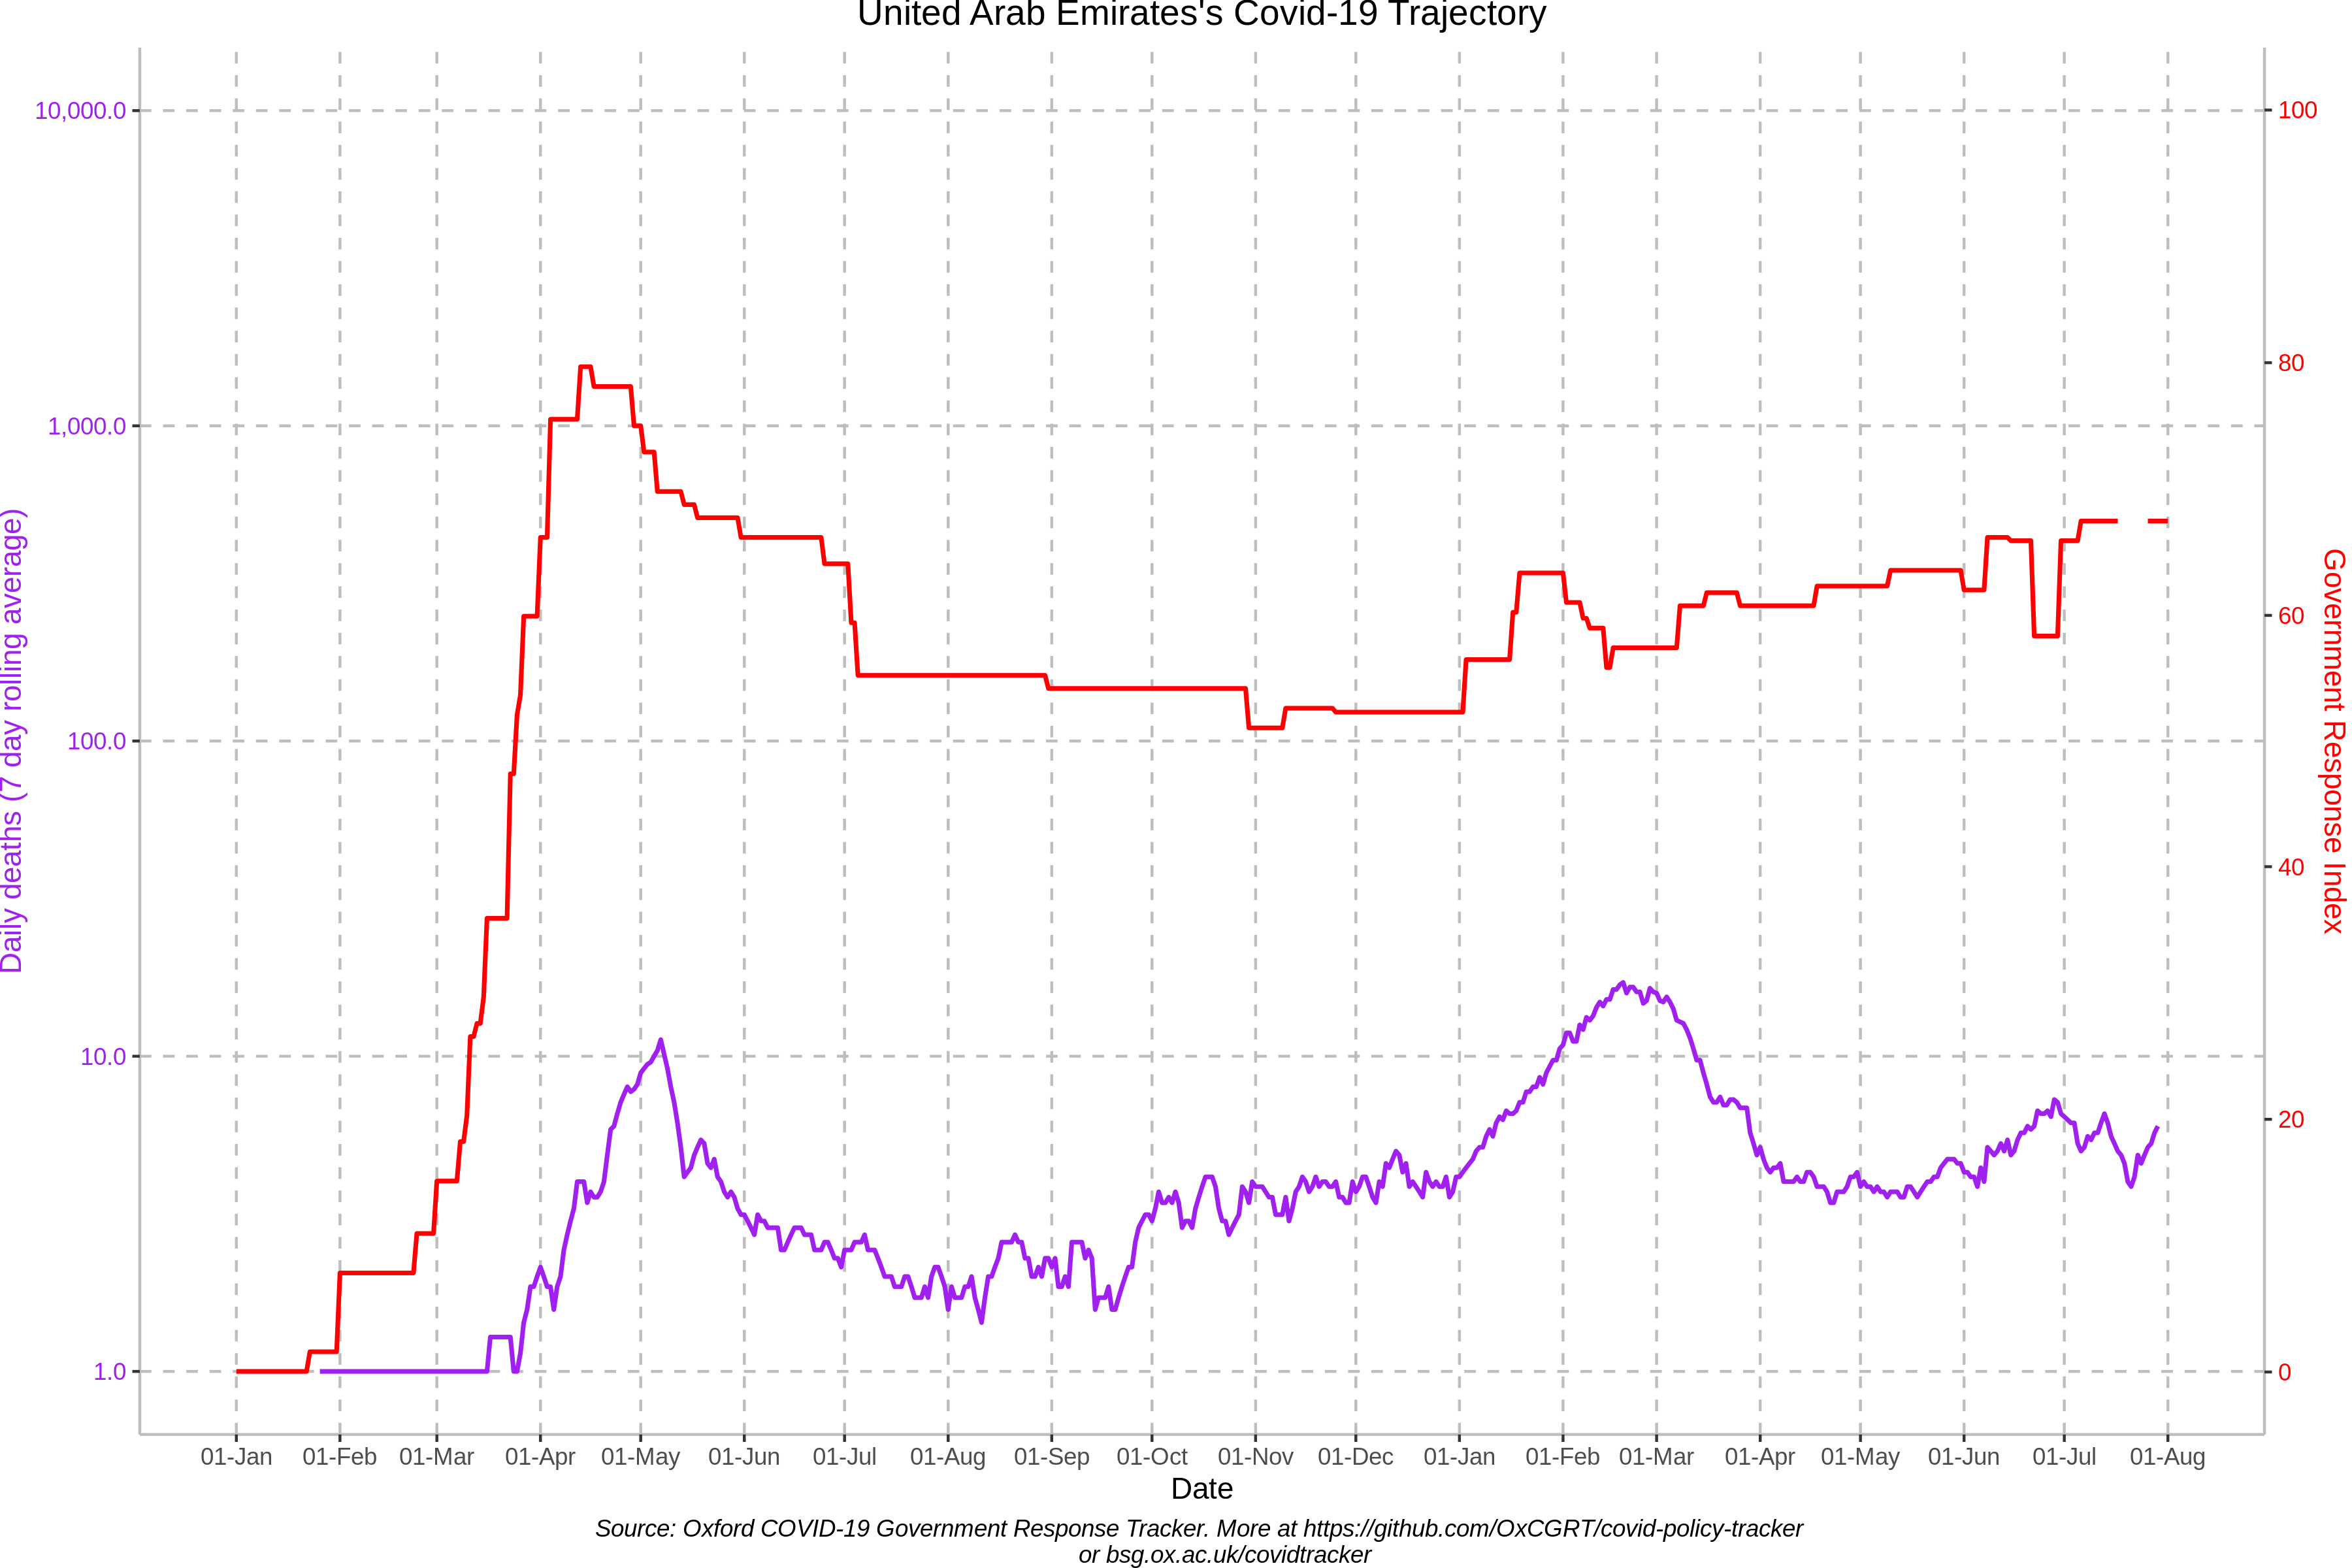 United Arab Emirates's Covid-19 Trajectory
10,000.0
1,000.0
100.0
10.0
1.0
Daily deaths (7 day rolling average)
100
80
60
40
20
0
Government Response Index
01-Jan 01-Feb 01-Mar 01-Apr 01-May 01-Jun 01-Jul 01-Aug 01-Sep 01-Oct 01-Nov 01-Dec 01-Jan 01-Feb 01-Mar 01-Apr 01-May 01-Jun 01-Jul 01-Aug
Date
Source: Oxford COVID-19 Government Response Tracker. More at https://github.com/OxCGRT/covid-policy-tracker
or bsg.ox.ac.uk/covidtracker